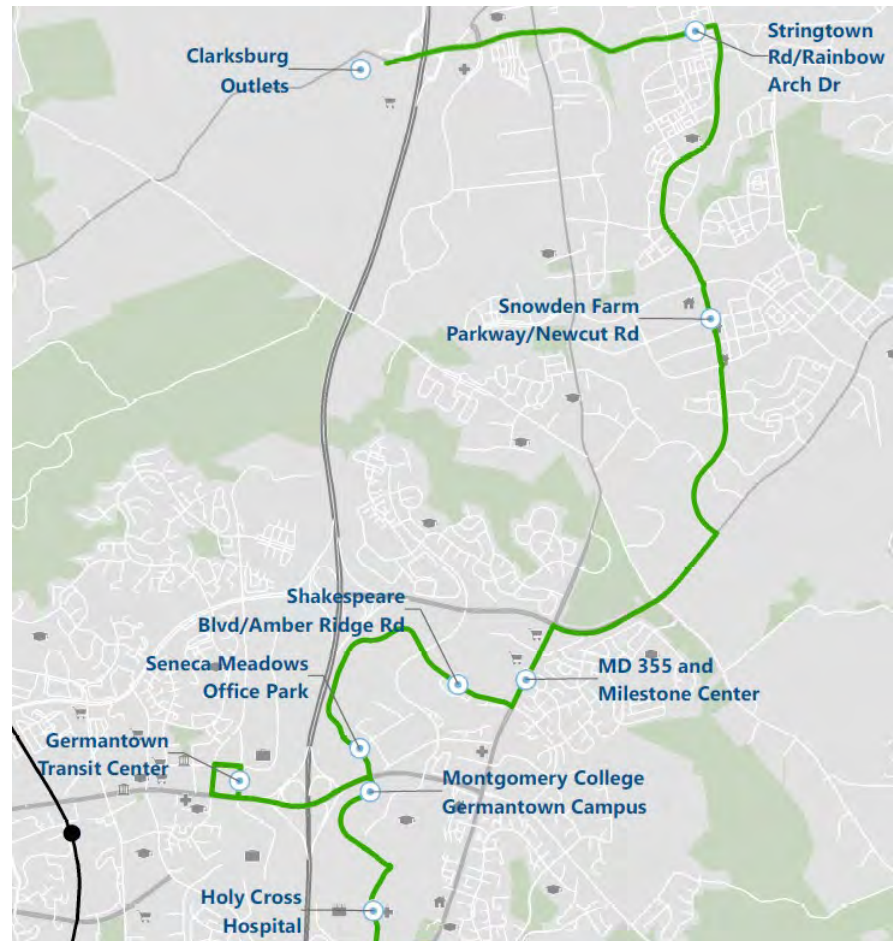 Clarksburg
Outlets
Stringtown
Rd/Rainbow
Arch Dr
Snowden Farm
Parkway/Newcut Rd
Shakespeare
Blvd/Amber Ridge Rd
Seneca Meadows
Office Park
MD 355 and
Milestone Center
Germantown
Transit Center
Montgomery College
Germantown Campus
Holy Cross
Hospital